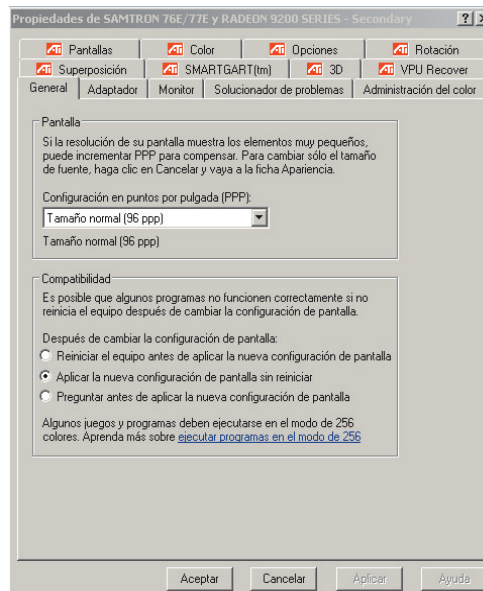 Propiedades de SAMTRON 76E/77E y RADEON 9200 SERIES - Secondary
ATI Pantallas ATI Color ATI Opciones ATI Rotación
ATI Superposición ATI SMARTGART(tm) ATI 3D ATI VPU Recover
General Adaptador Monitor Solucionador de problemas Administración del color
Pantalla
Si la resolución de su pantalla muestra los elementos muy pequeños,
puede incrementar PPP para compensar. Para cambiar sólo el tamaño
de fuente, haga clic en Cancelar y vaya a la ficha Apariencia.
Configuración en puntos por pulgada (PPP):
Tamaño normal (96 ppp)
Tamaño normal (96 ppp)
Compatibilidad
Es posible que algunos programas no funcionen correctamente si no
reinicia el equipo después de cambiar la configuración de pantalla.
Después de cambiar la configuración de pantalla:
Reiniciar el equipo antes de aplicar la nueva configuración de pantalla
Aplicar la nueva configuración de pantalla sin reiniciar
Preguntar antes de aplicar la nueva configuración de pantalla
Algunos juegos y programas deben ejecutarse en el modo de 256
colores. Aprenda más sobre ejecutar programas en el modo de 256
Aceptar Cancelar Aplicar Ayuda